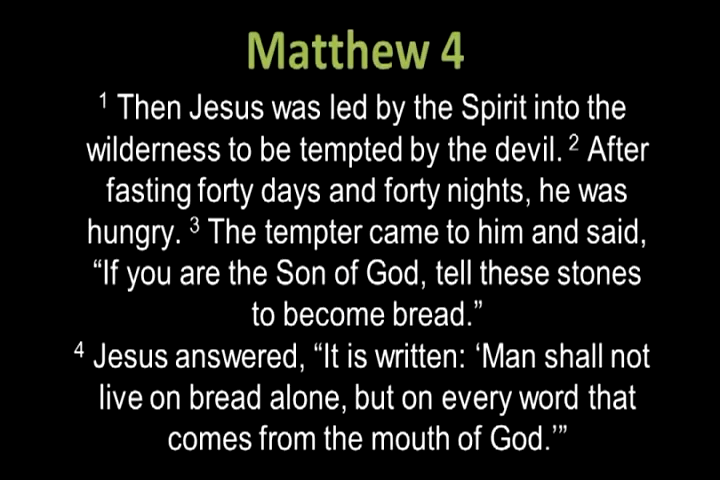 Matthew 4
1 Then Jesus was led by the Spirit into the
wilderness to be tempted by the devil. 2 After
fasting forty days and forty nights, he was
hungry. 3 The tempter came to him and said,
“If you are the Son of God, tell these stones
to become bread.”
4 Jesus answered, “It is written: ‘Man shall not
live on bread alone, but on every word that
comes from the mouth of God.’”